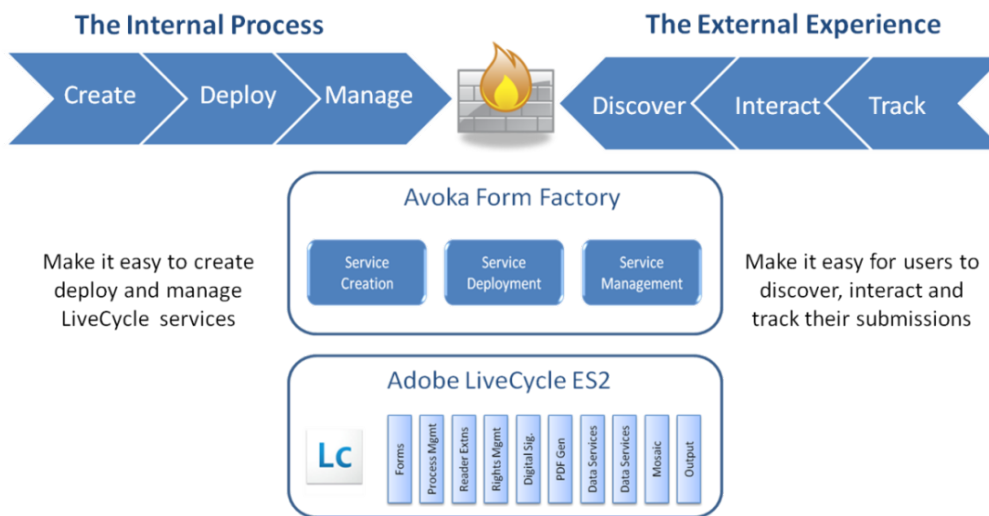 The Internal Process
The External Experience
Create
Deploy
Manage
Discover
Interact
Track
Avoka Form Factory
Service
Creation
Service
Deployment
Service
Management
Make it easy to create
deploy and manage
LiveCycle services
Make it easy for users to
discover, interact and
track their submissions
Adobe LiveCycle ES2
Lc
Forms
Process Mgmt
Reader Extns
Rights Mgmt
Digital Sig.
PDF Gen
Data Services
Data Services
Mosaic
Output